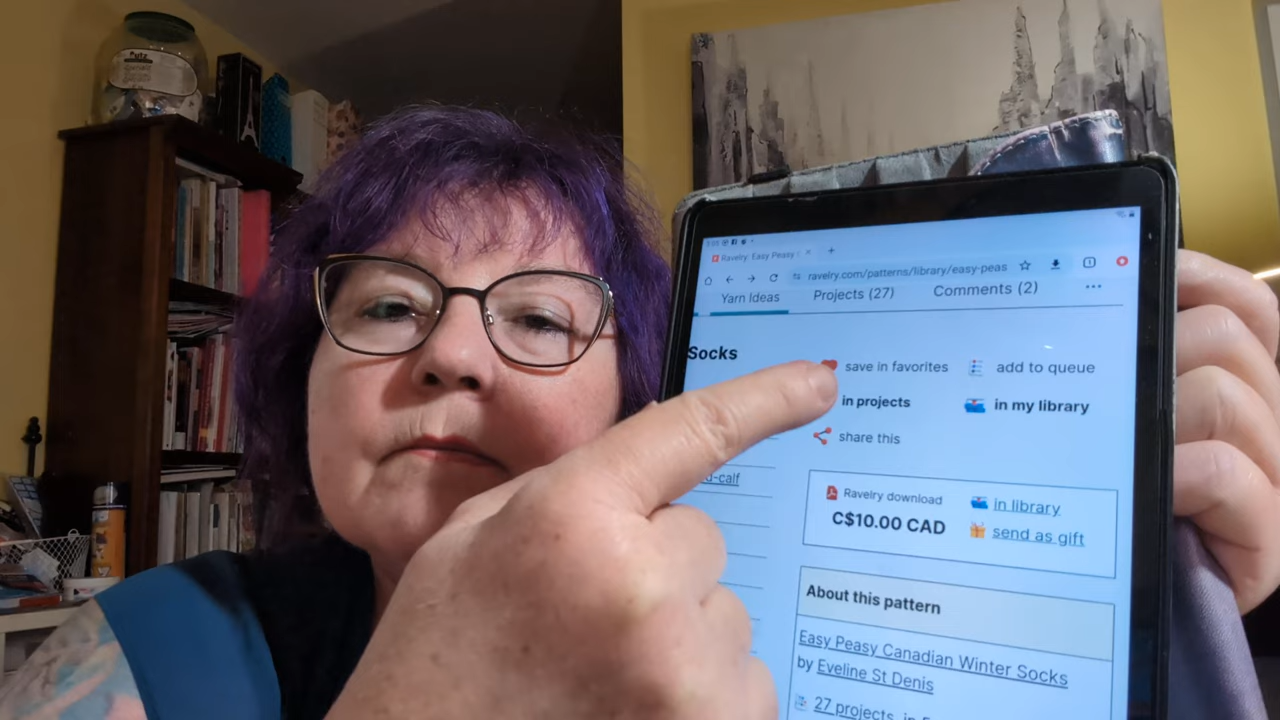 Ravelry: Easy Peasy
ravelry.com/patterns/library/easy-peas
Yarn Ideas Projects (27) Comments (2)
Socks
save in favorites add to queue
in projects in my library
share this
d-calf
Ravelry download in library
C$10.00 CAD send as gift
About this pattern
Easy Peasy Canadian Winter Socks
by Eveline St Denis
27 projects, in